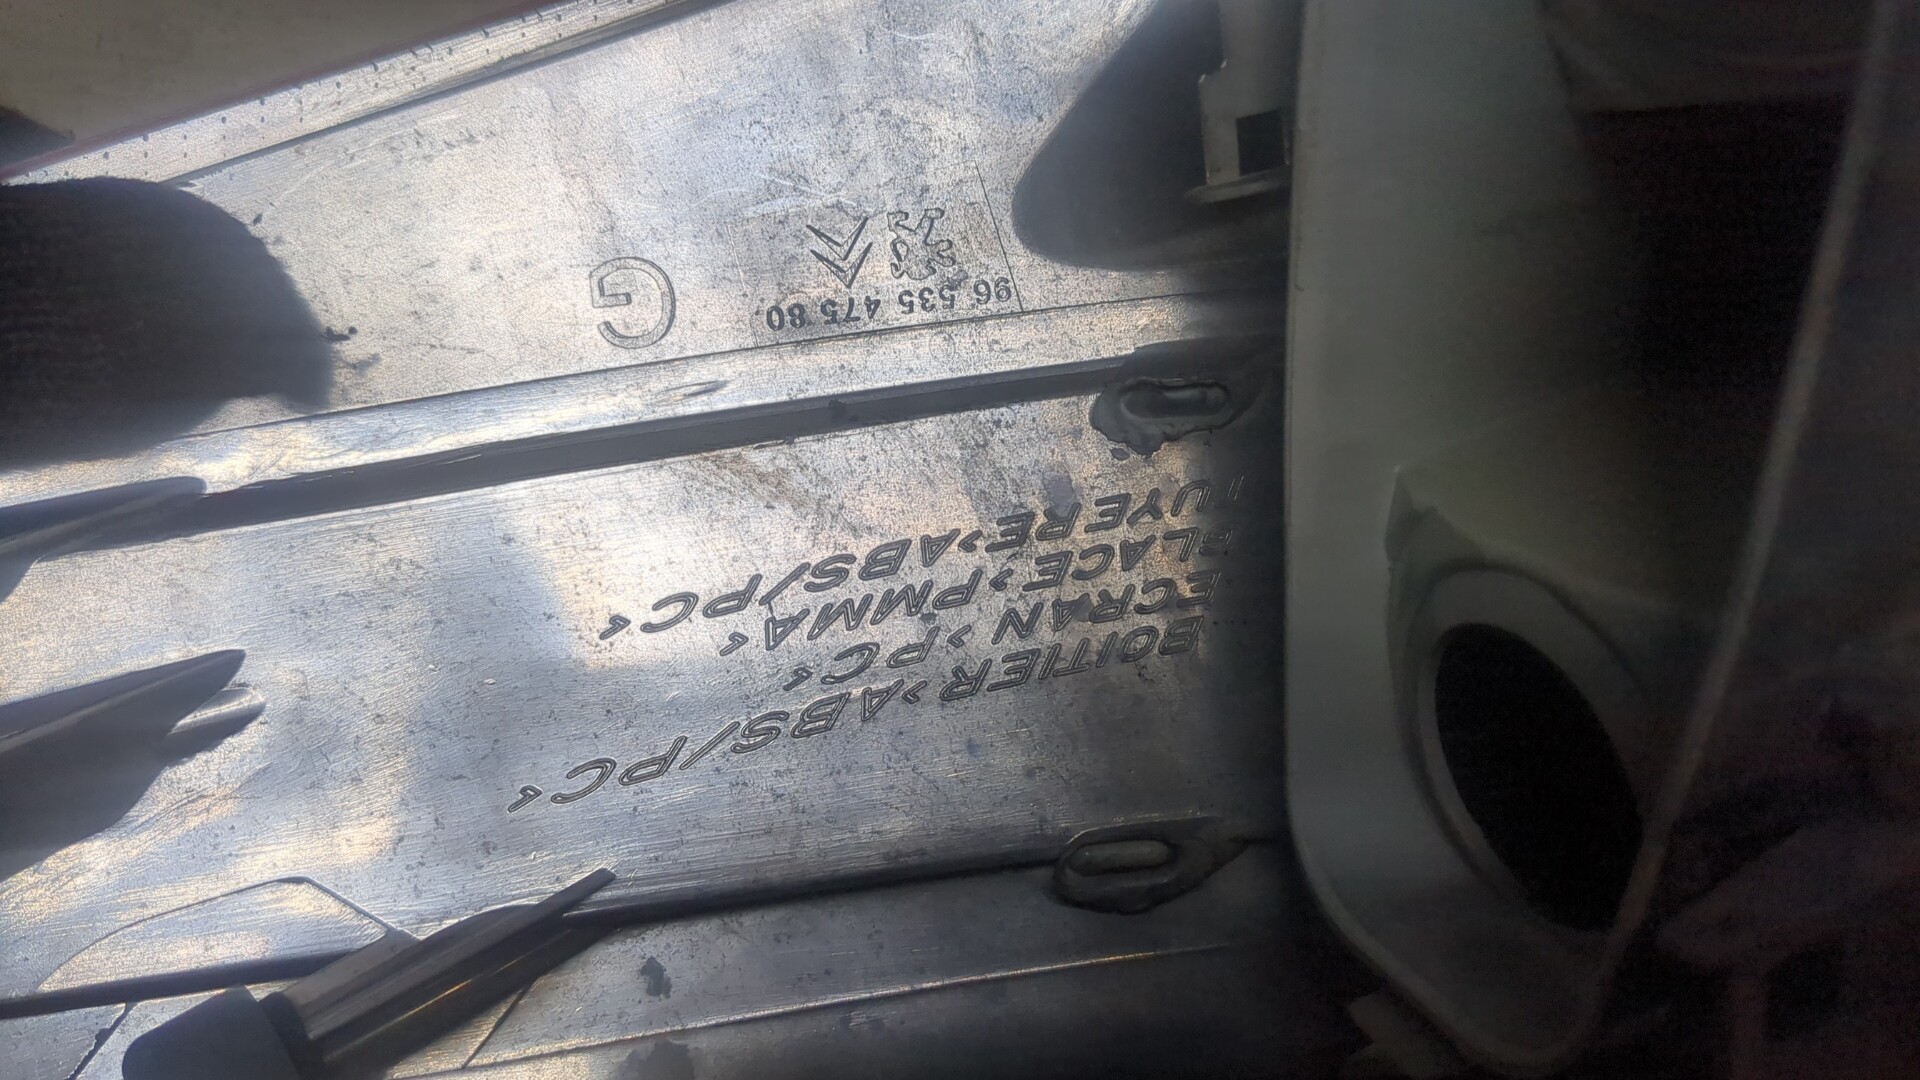 BOITIER>ABS/PC<
ECRAN >PC<
GLACE>PMMA<
TUYERE>ABS/PC<
96 535 475 80
G